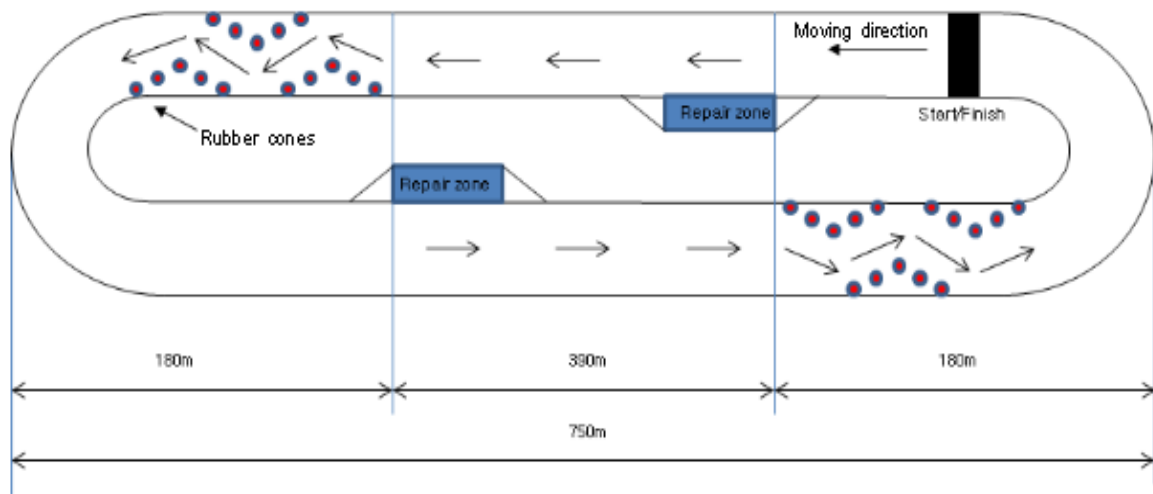 Moving direction
Repair zone
Start/Finish
Rubber cones
Repair zone
180m
390m
180m
750m